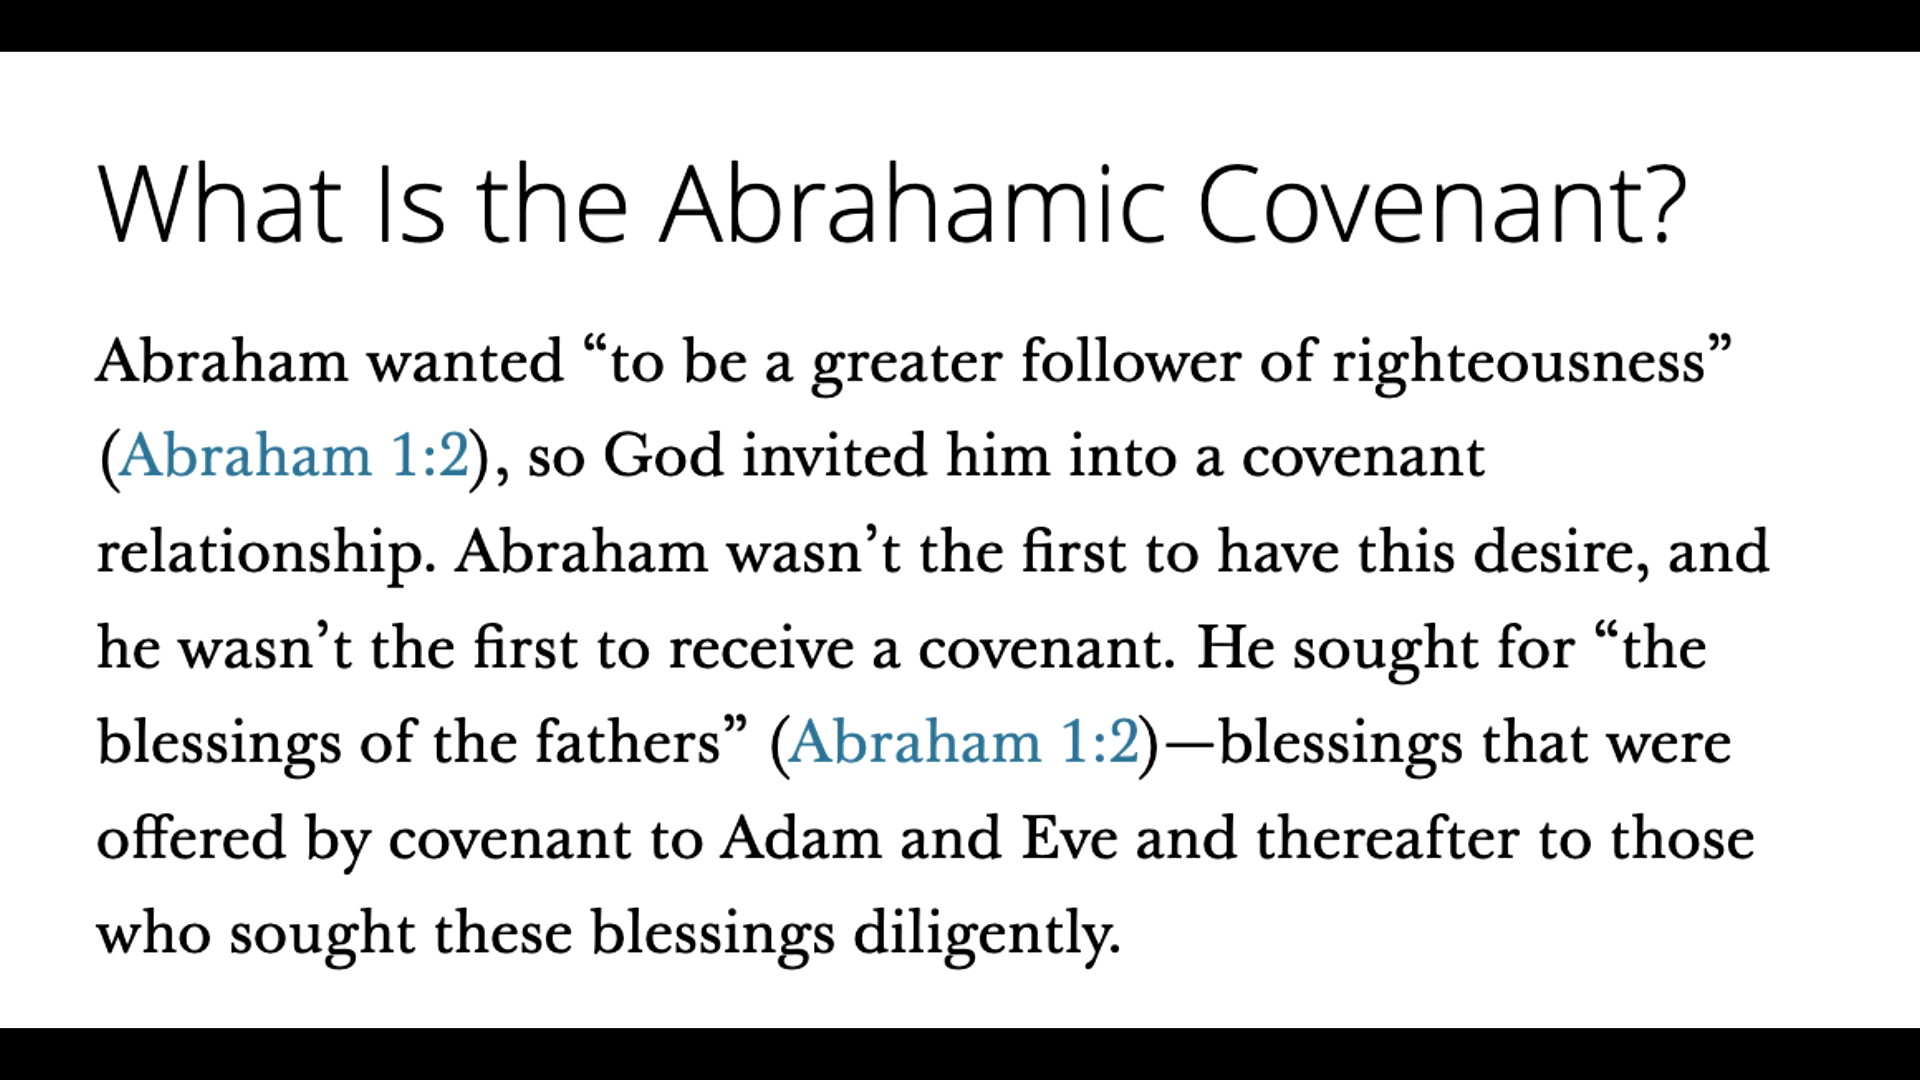 What Is the Abrahamic Covenant?
Abraham wanted “to be a greater follower of righteousness”
(Abraham 1:2), so God invited him into a covenant
relationship. Abraham wasn’t the first to have this desire, and
he wasn’t the first to receive a covenant. He sought for “the
blessings of the fathers” (Abraham 1:2)—blessings that were
offered by covenant to Adam and Eve and thereafter to those
who sought these blessings diligently.